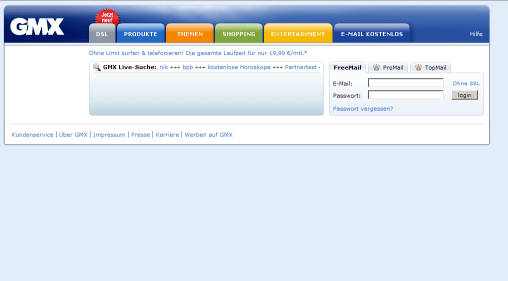 GMX
Jetzt neu!
DSL PRODUKTE THEMEN SHOPPING ENTERTAINMENT E-MAIL KOSTENLOS Hilfe
Ohne Limit surfen & telefonieren! Die gesamte Laufzeit für nur 19,99 €/mtl.*
GMX Live-Suche: nik +++ bpb +++ kostenlose Horoskope +++ Partnertest
FreeMail ProMail TopMail
E-Mail: Ohne SSL
Passwort: login
Passwort vergessen?
Kundenservice | Über GMX | Impressum | Presse | Karriere | Werben auf GMX